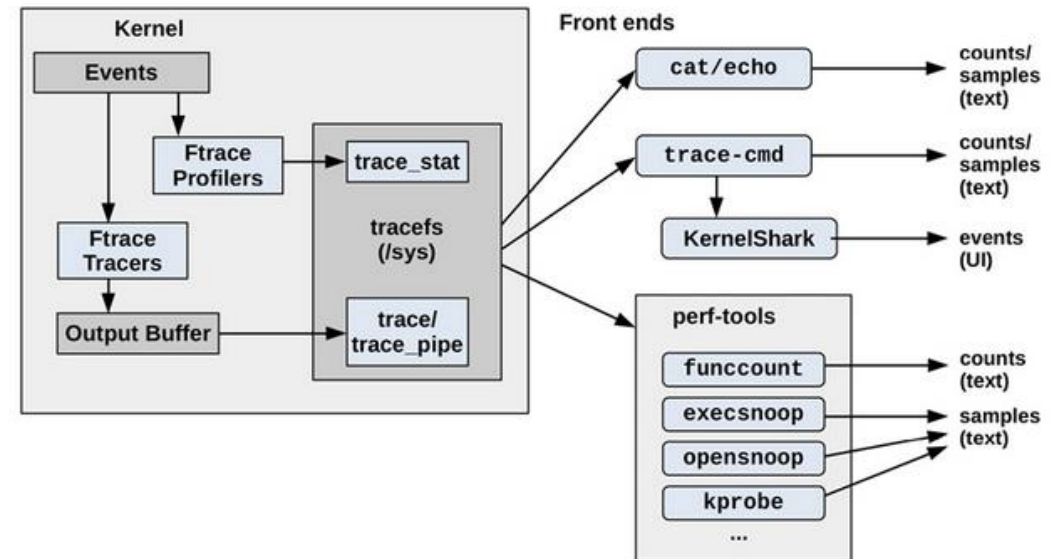 Kernel
Events
Ftrace
Profilers
trace_stat
Ftrace
Tracers
tracefs
(/sys)
Output Buffer
trace/
trace_pipe
Front ends
cat/echo
counts/
samples
(text)
trace-cmd
counts/
samples
(text)
KernelShark
events
(UI)
perf-tools
funccount
counts
(text)
execsnoop
samples
(text)
opensnoop
kprobe
...